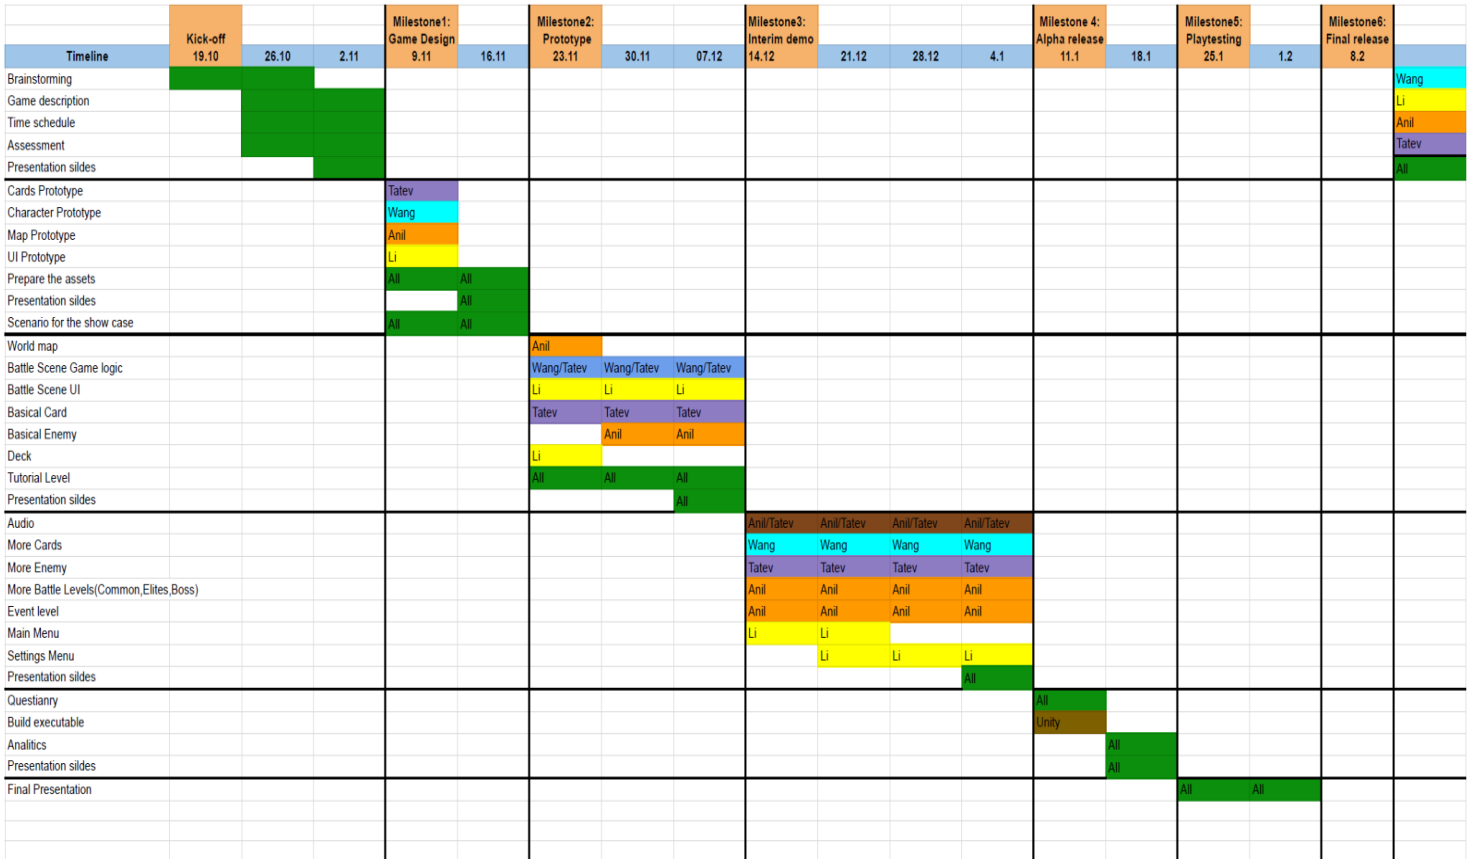 Kick-off
Milestone1:
Game Design
Milestone2:
Prototype
Milestone3:
Interim demo
Milestone 4:
Alpha release
Milestone5:
Playtesting
Milestone6:
Final release
Timeline 19.10 26.10 2.11 9.11 16.11 23.11 30.11 07.12 14.12 21.12 28.12 4.1 11.1 18.1 25.1 1.2 8.2
Brainstorming Wang
Game description Li
Time schedule Anil
Assessment Tatev
Presentation sildes All
Cards Prototype Tatev
Character Prototype Wang
Map Prototype Anil
UI Prototype Li
Prepare the assets All All
Presentation sildes All
Scenario for the show case All All
World map Anil
Battle Scene Game logic Wang/Tatev Wang/Tatev Wang/Tatev
Battle Scene UI Li Li Li
Basical Card Tatev Tatev Tatev
Basical Enemy Anil Anil
Deck Li
Tutorial Level All All All
Presentation sildes All
Audio Anil/Tatev Anil/Tatev Anil/Tatev Anil/Tatev
More Cards Wang Wang Wang Wang
More Enemy Tatev Tatev Tatev Tatev
More Battle Levels(Common,Elites,Boss) Anil Anil Anil Anil
Event level Anil Anil Anil Anil
Main Menu Li Li
Settings Menu Li Li Li
Presentation sildes All
Questianry All
Build executable Unity
Analitics All
Presentation sildes All
Final Presentation All All